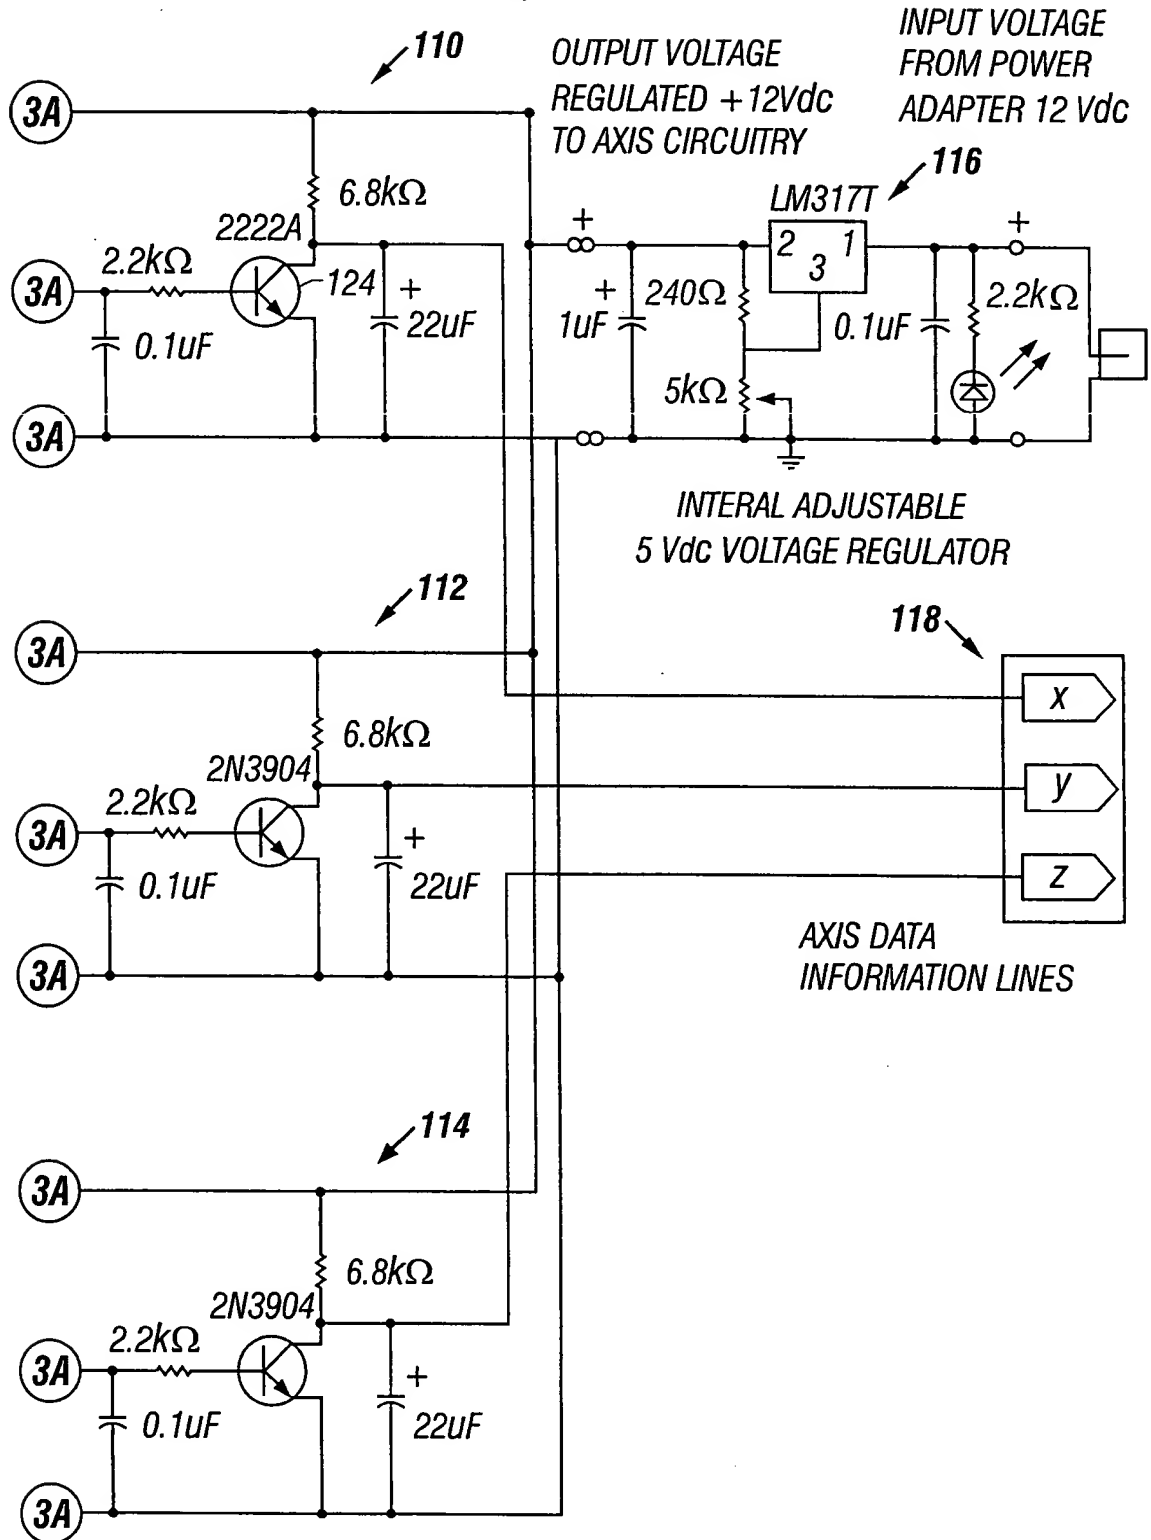 110
OUTPUT VOLTAGE
REGULATED +12Vdc
TO AXIS CIRCUITRY
INPUT VOLTAGE
FROM POWER
ADAPTER 12 Vdc
3A
6.8kΩ
116
LM317T
2222A
2.2kΩ
3A
124
+
22uF
0.1uF
+
+
1uF
240Ω
2
1
3
0.1uF
+
2.2kΩ
5kΩ
3A
INTERAL ADJUSTABLE
5 Vdc VOLTAGE REGULATOR
112
118
3A
6.8kΩ
2N3904
2.2kΩ
3A
+
22uF
0.1uF
x
y
z
3A
AXIS DATA
INFORMATION LINES
114
3A
6.8kΩ
2N3904
2.2kΩ
3A
+
22uF
0.1uF
3A